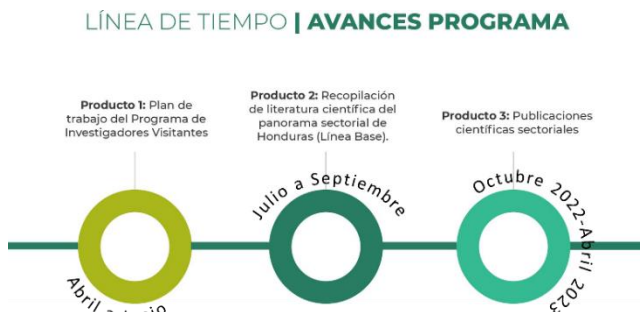 LÍNEA DE TIEMPO | AVANCES PROGRAMA
Producto 1: Plan de
trabajo del Programa de
Investigadores Visitantes
Producto 2: Recopilación
de literatura científica del
panorama sectorial de
Honduras (Línea Base).
Producto 3: Publicaciones
científicas sectoriales
Abril a
Julio a Septiembre
Octubre 2022-Abril 2023